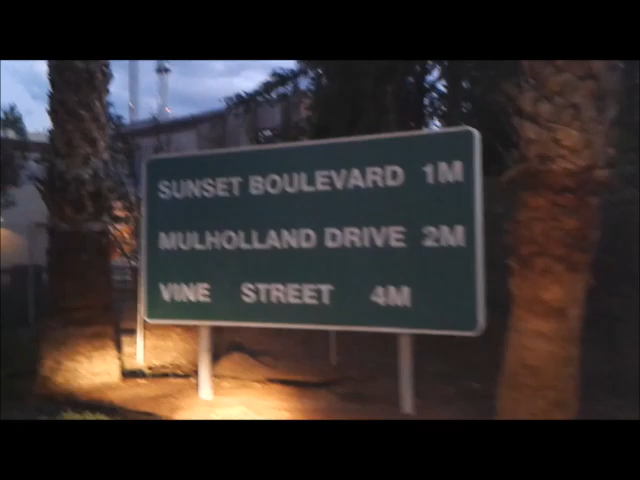 SUNSET BOULEVARD 1M
MULHOLLAND DRIVE 2M
VINE STREET 4M